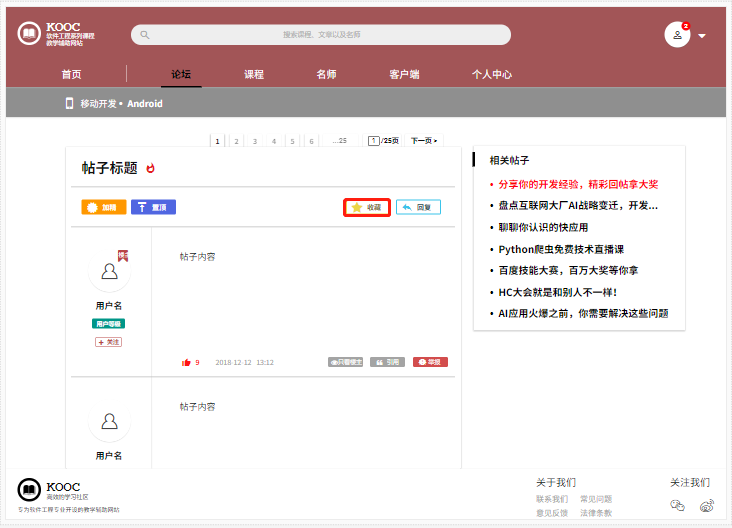 KOOC
软件工程系列课程
教学辅助网站
搜索课程、文章以及名师
2
首页
论坛
课程
名师
客户端
个人中心
移动开发 • Android
1 2 3 4 5 6 ...25 1 /25页 下一页 >
帖子标题
加精
置顶
收藏
回复
用户名
用户等级
+ 关注
帖子内容
9 2018-12-12 13:12
只看楼主
引用
举报
用户名
帖子内容
相关帖子
• 分享你的开发经验，精彩回帖拿大奖
• 盘点互联网大厂AI战略变迁，开发...
• 聊聊你认识的快应用
• Python爬虫免费技术直播课
• 百度技能大赛，百万大奖等你拿
• HC大会就是和别人不一样！
• AI应用火爆之前，你需要解决这些问题
KOOC
高效的学习社区
专为软件工程专业开设的教学辅助网站
关于我们
联系我们 常见问题
意见反馈 法律条款
关注我们